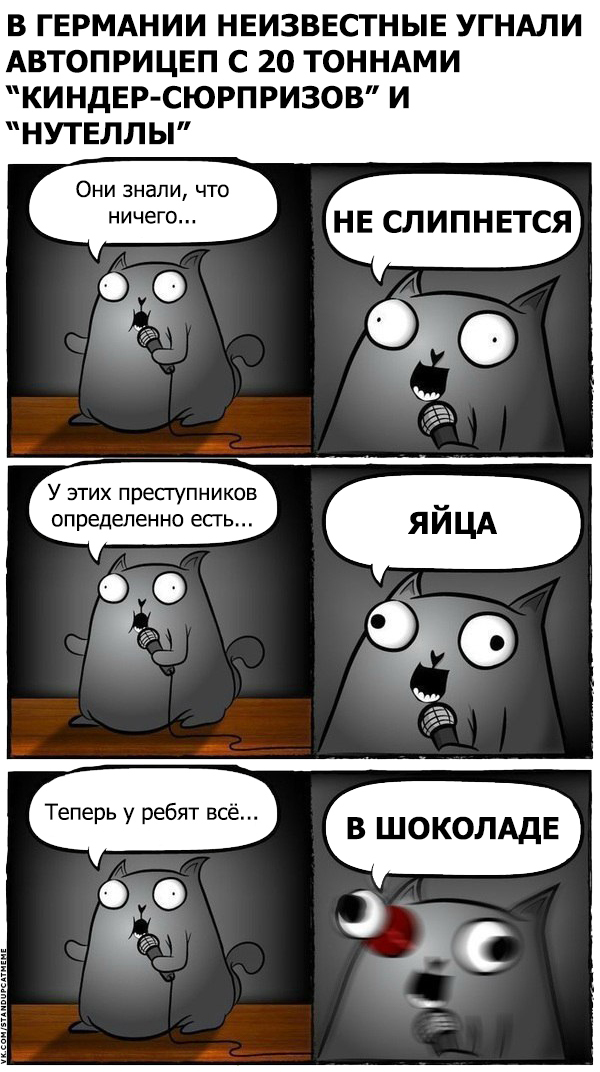 В ГЕРМАНИИ НЕИЗВЕСТНЫЕ УГНАЛИ
АВТОПРИЦЕП С 20 ТОННАМИ
“КИНДЕР-СЮРПРИЗОВ” И
“НУТЕЛЛЫ”
Они знали, что
ничего...
НЕ СЛИПНЕТСЯ
У этих преступников
определенно есть...
ЯЙЦА
Теперь у ребят всё...
В ШОКОЛАДЕ
VK.COM/STANDUPCATMEME